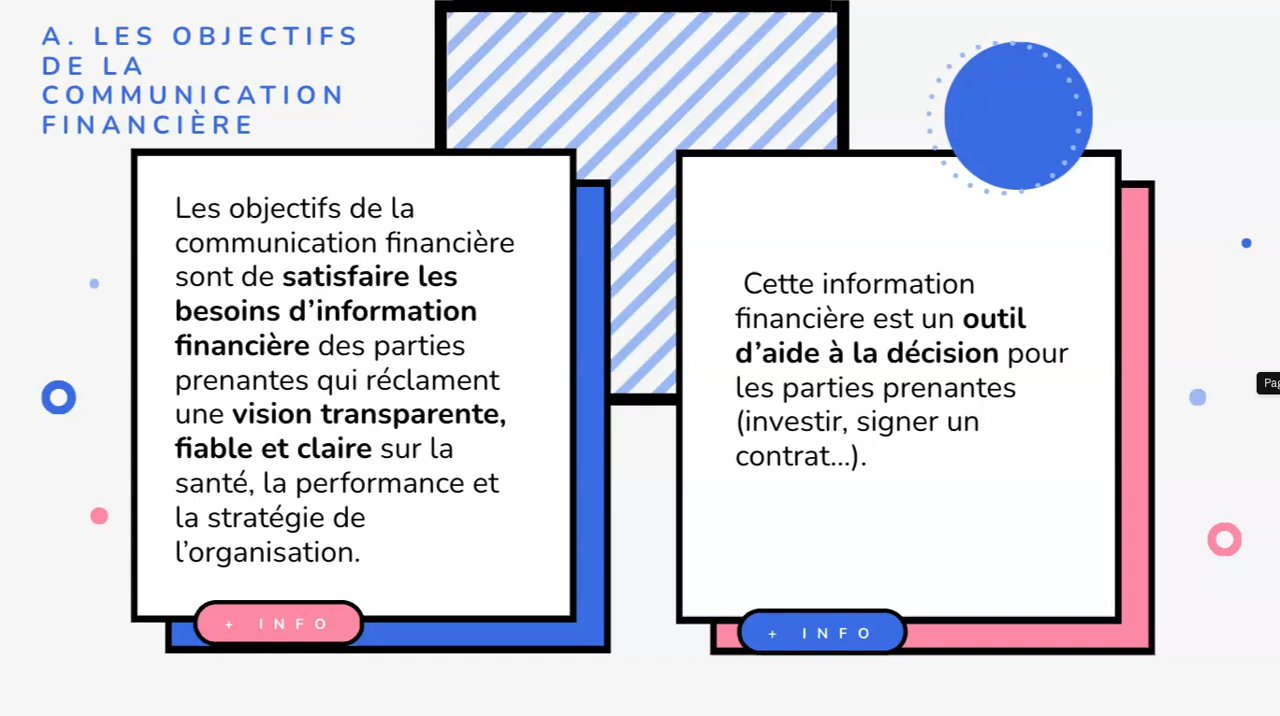 A. LES OBJECTIFS
DE LA
COMMUNICATION
FINANCIÈRE
Les objectifs de la
communication financière
sont de satisfaire les
besoins d’information
financière des parties
prenantes qui réclament
une vision transparente,
fiable et claire sur la
santé, la performance et
la stratégie de
l’organisation.
+ INFO
Cette information
financière est un outil
d’aide à la décision pour
les parties prenantes
(investir, signer un
contrat...).
+ INFO
Pag